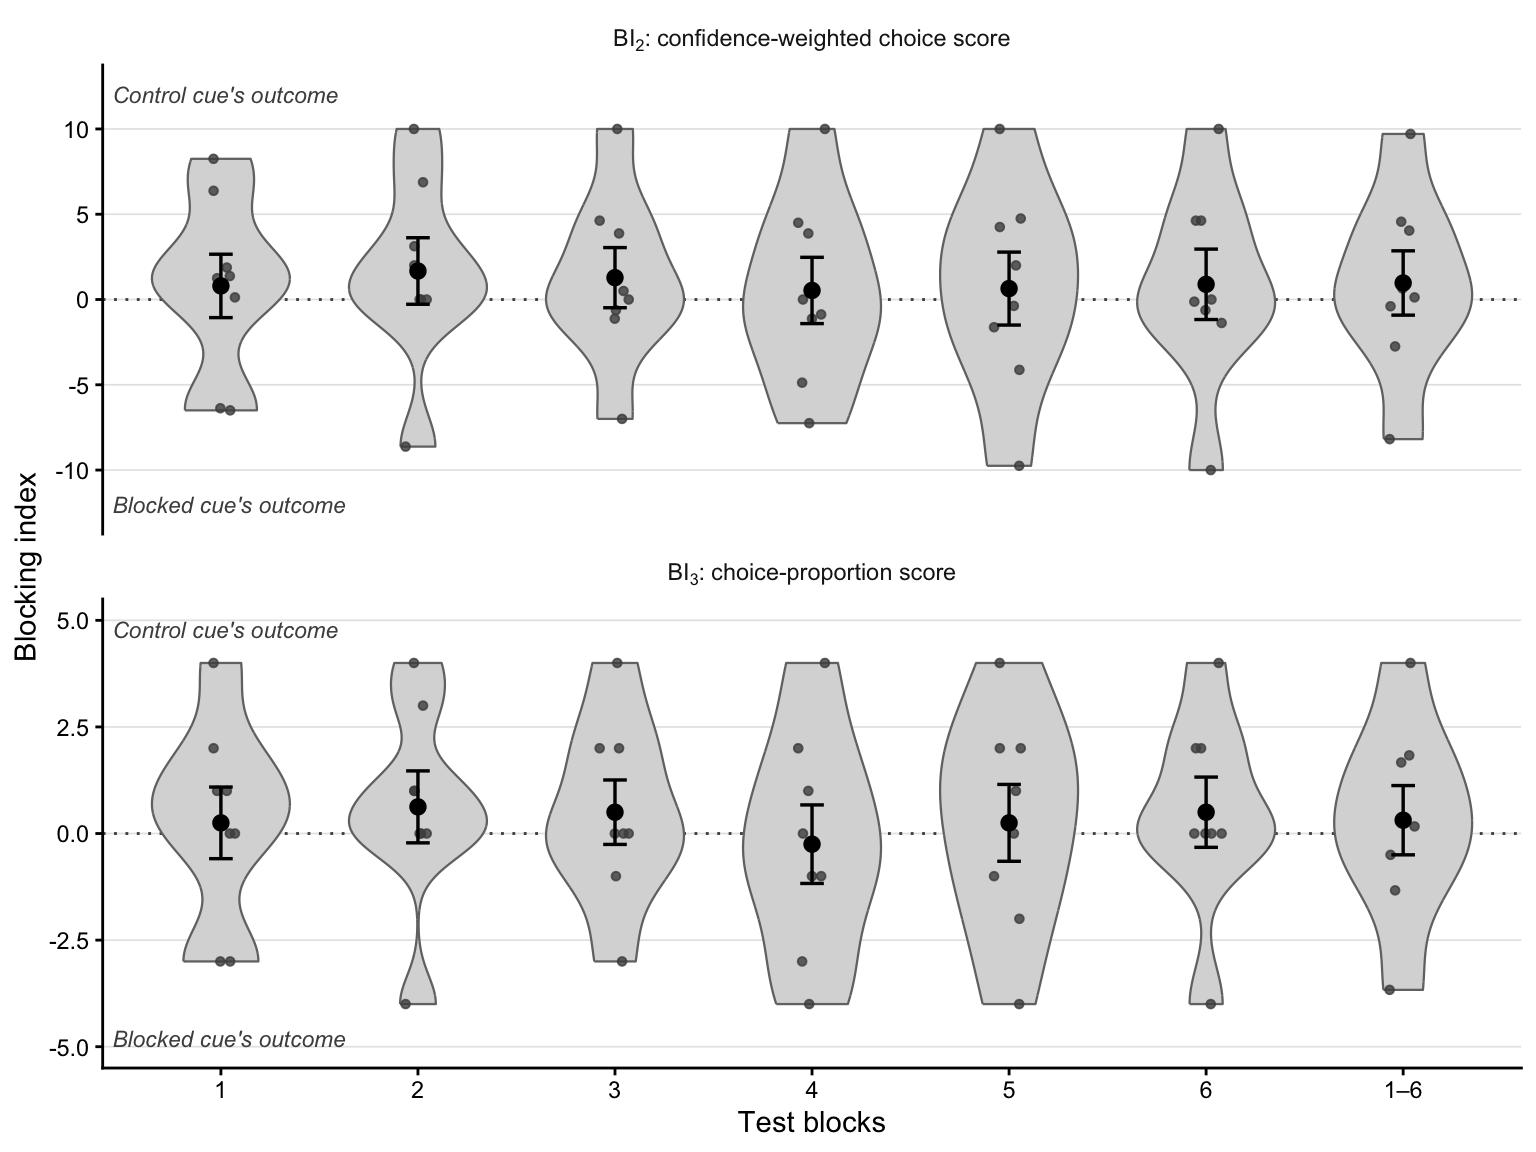 BI₂: confidence-weighted choice score
Control cue's outcome
10
5
0
-5
-10
Blocked cue's outcome
Blocking index
BI₃: choice-proportion score
5.0
Control cue's outcome
2.5
0.0
-2.5
Blocked cue's outcome
-5.0
1 2 3 4 5 6 1–6
Test blocks